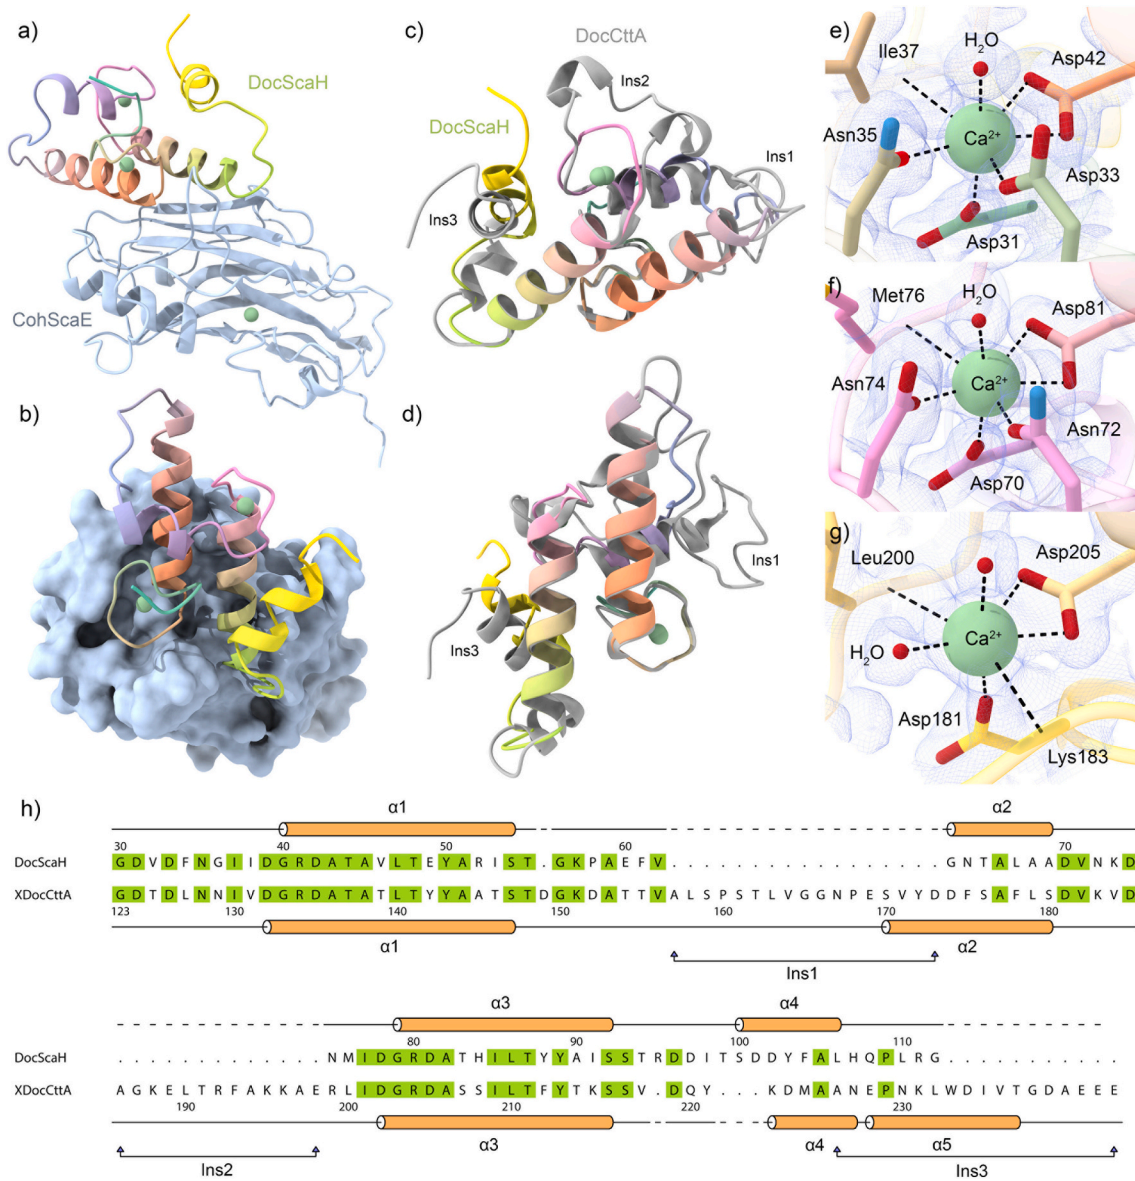 a)
DocScaH
CohScaE
b)
c)
DocCttA
Ins2
DocScaH
Ins1
Ins3
d)
Ins1
Ins3
e)
H₂O
Ile37
Asp42
Asn35
Ca²⁺
Asp33
Asp31
f)
H₂O
Met76
Asp81
Asn74
Ca²⁺
Asn72
Asp70
g)
Asp205
Leu200
Ca²⁺
H₂O
Asp181
Lys183
h)
α1 α2
30 40 50 60 70
DocScaH G D V D F N G I I D G R D A T A V L T E Y A R I S T . G K P A E F V . . . . . . . . . . . . . . . . . G N T A L A A D V N K D
XDocCttA G D T D L N N I V D G R D A T A T L T Y Y A A T S T D G K D A T T V A L S P S T L V G G N P E S V Y D D F S A F L S D V K V D
123 130 140 150 160 170 180
α1 α2
Ins1
α3 α4
80 90 100 110
DocScaH . . . . . . . . . . . . . N M I D G R D A T H I L T Y Y A I S S T R D D I T S D D Y F A L H Q P L R G . . . . . . . . . . .
XDocCttA A G K E L T R F A K K A E R L I D G R D A S S I L T F Y T K S S V . D Q Y . . . K D M A A N E P N K L W D I V T G D A E E E
190 200 210 220 230
α3 α4 α5
Ins2 Ins3